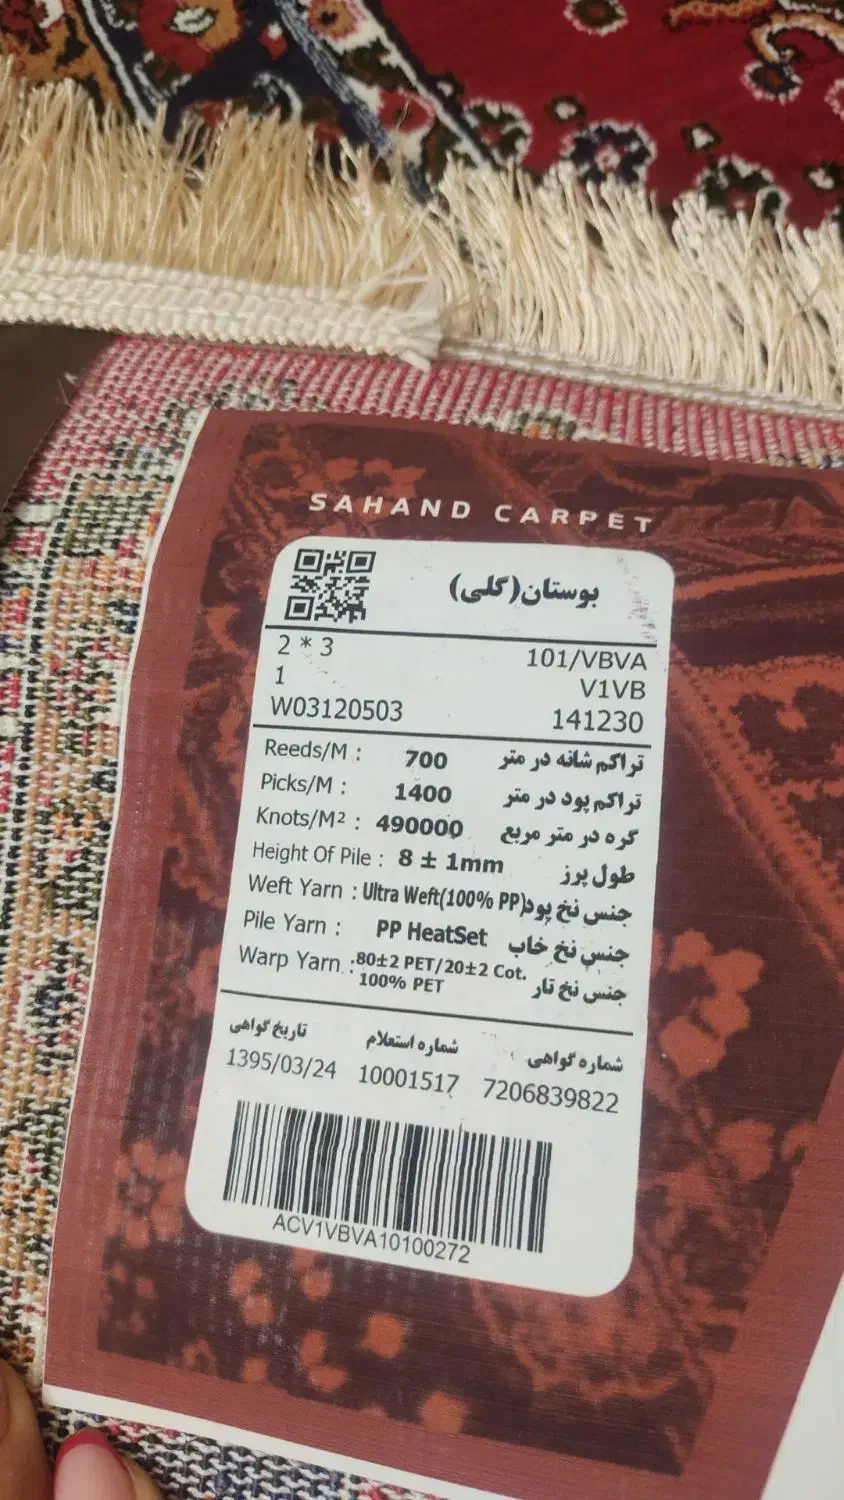 SAHAND CARPET
بوستان(گلی)
2 * 3 101/VBVA
1 V1VB
W03120503 141230
Reeds/M : 700 تراکم شانه در متر
Picks/M : 1400 تراکم پود در متر
Knots/M² : 490000 گره در متر مربع
Height Of Pile : 8 ± 1mm طول پرز
Weft Yarn : Ultra Weft(100% PP) جنس نخ پود
Pile Yarn : PP HeatSet جنس نخ خاب
Warp Yarn : 80±2 PET/20±2 Cot. جنس نخ تار
100% PET
شماره گواهی شماره استعلام تاریخ گواهی
7206839822 10001517 1395/03/24
ACV1VBVA10100272